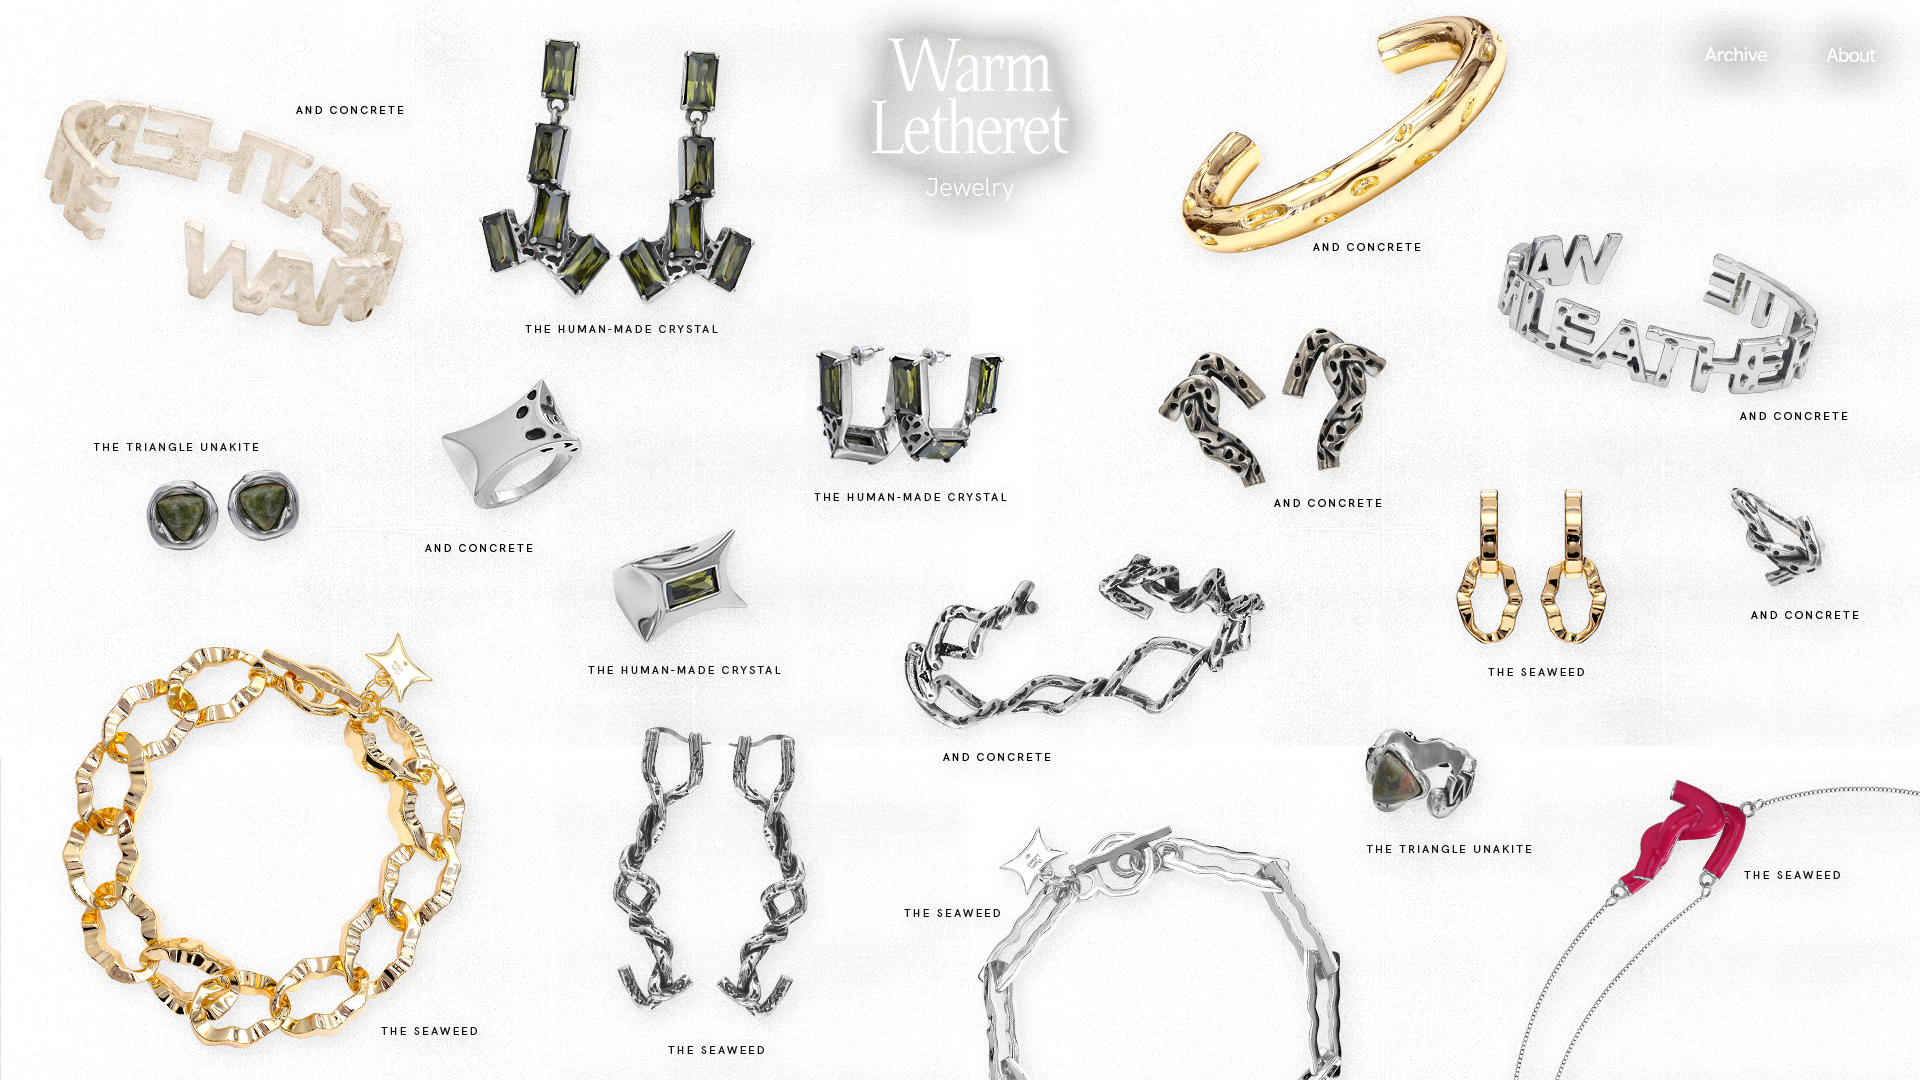 Warm
Letheret
Jewelry
Archive
About
AND CONCRETE
THE HUMAN-MADE CRYSTAL
AND CONCRETE
AND CONCRETE
THE TRIANGLE UNAKITE
AND CONCRETE
THE HUMAN-MADE CRYSTAL
AND CONCRETE
THE HUMAN-MADE CRYSTAL
THE SEAWEED
AND CONCRETE
AND CONCRETE
THE TRIANGLE UNAKITE
THE SEAWEED
THE SEAWEED
THE SEAWEED
THE SEAWEED
LEATHER